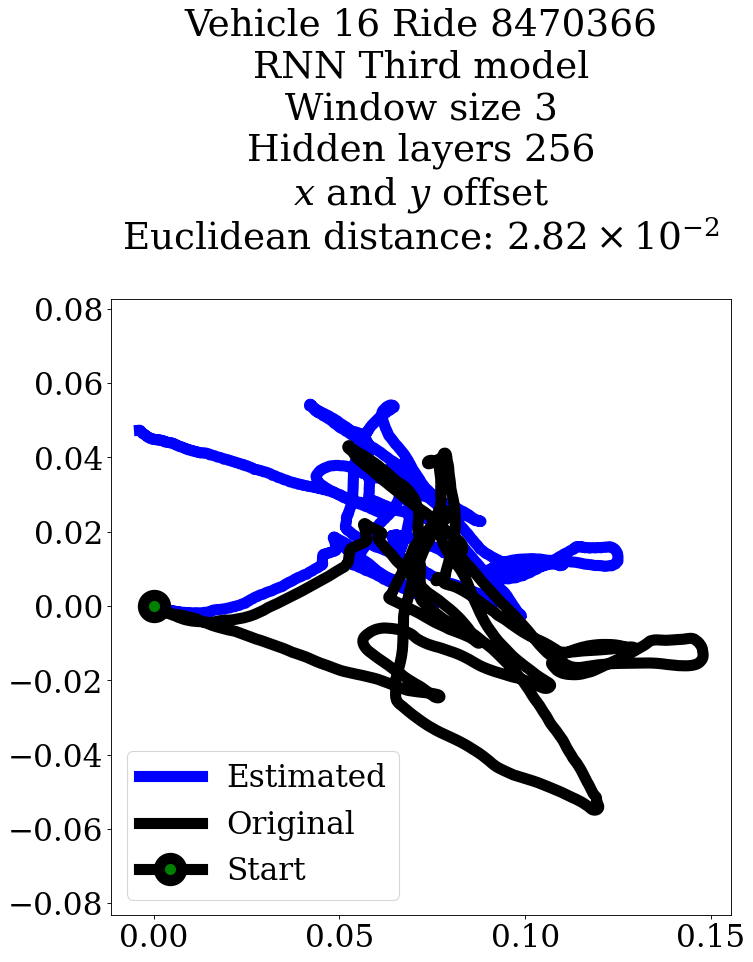 Vehicle 16 Ride 8470366
RNN Third model
Window size 3
Hidden layers 256
x and y offset
Euclidean distance: 2.82 × 10⁻²
0.08
0.06
0.04
0.02
0.00
−0.02
−0.04
−0.06
−0.08
Estimated
Original
Start
0.00 0.05 0.10 0.15